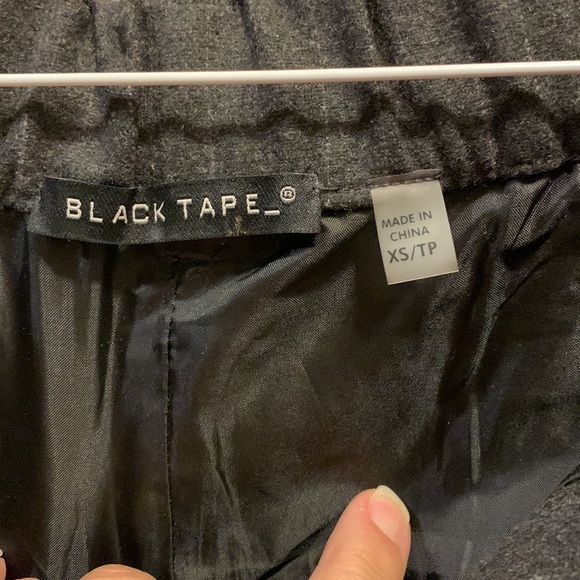 BLACK TAPE_®
MADE IN
CHINA
XS/TP